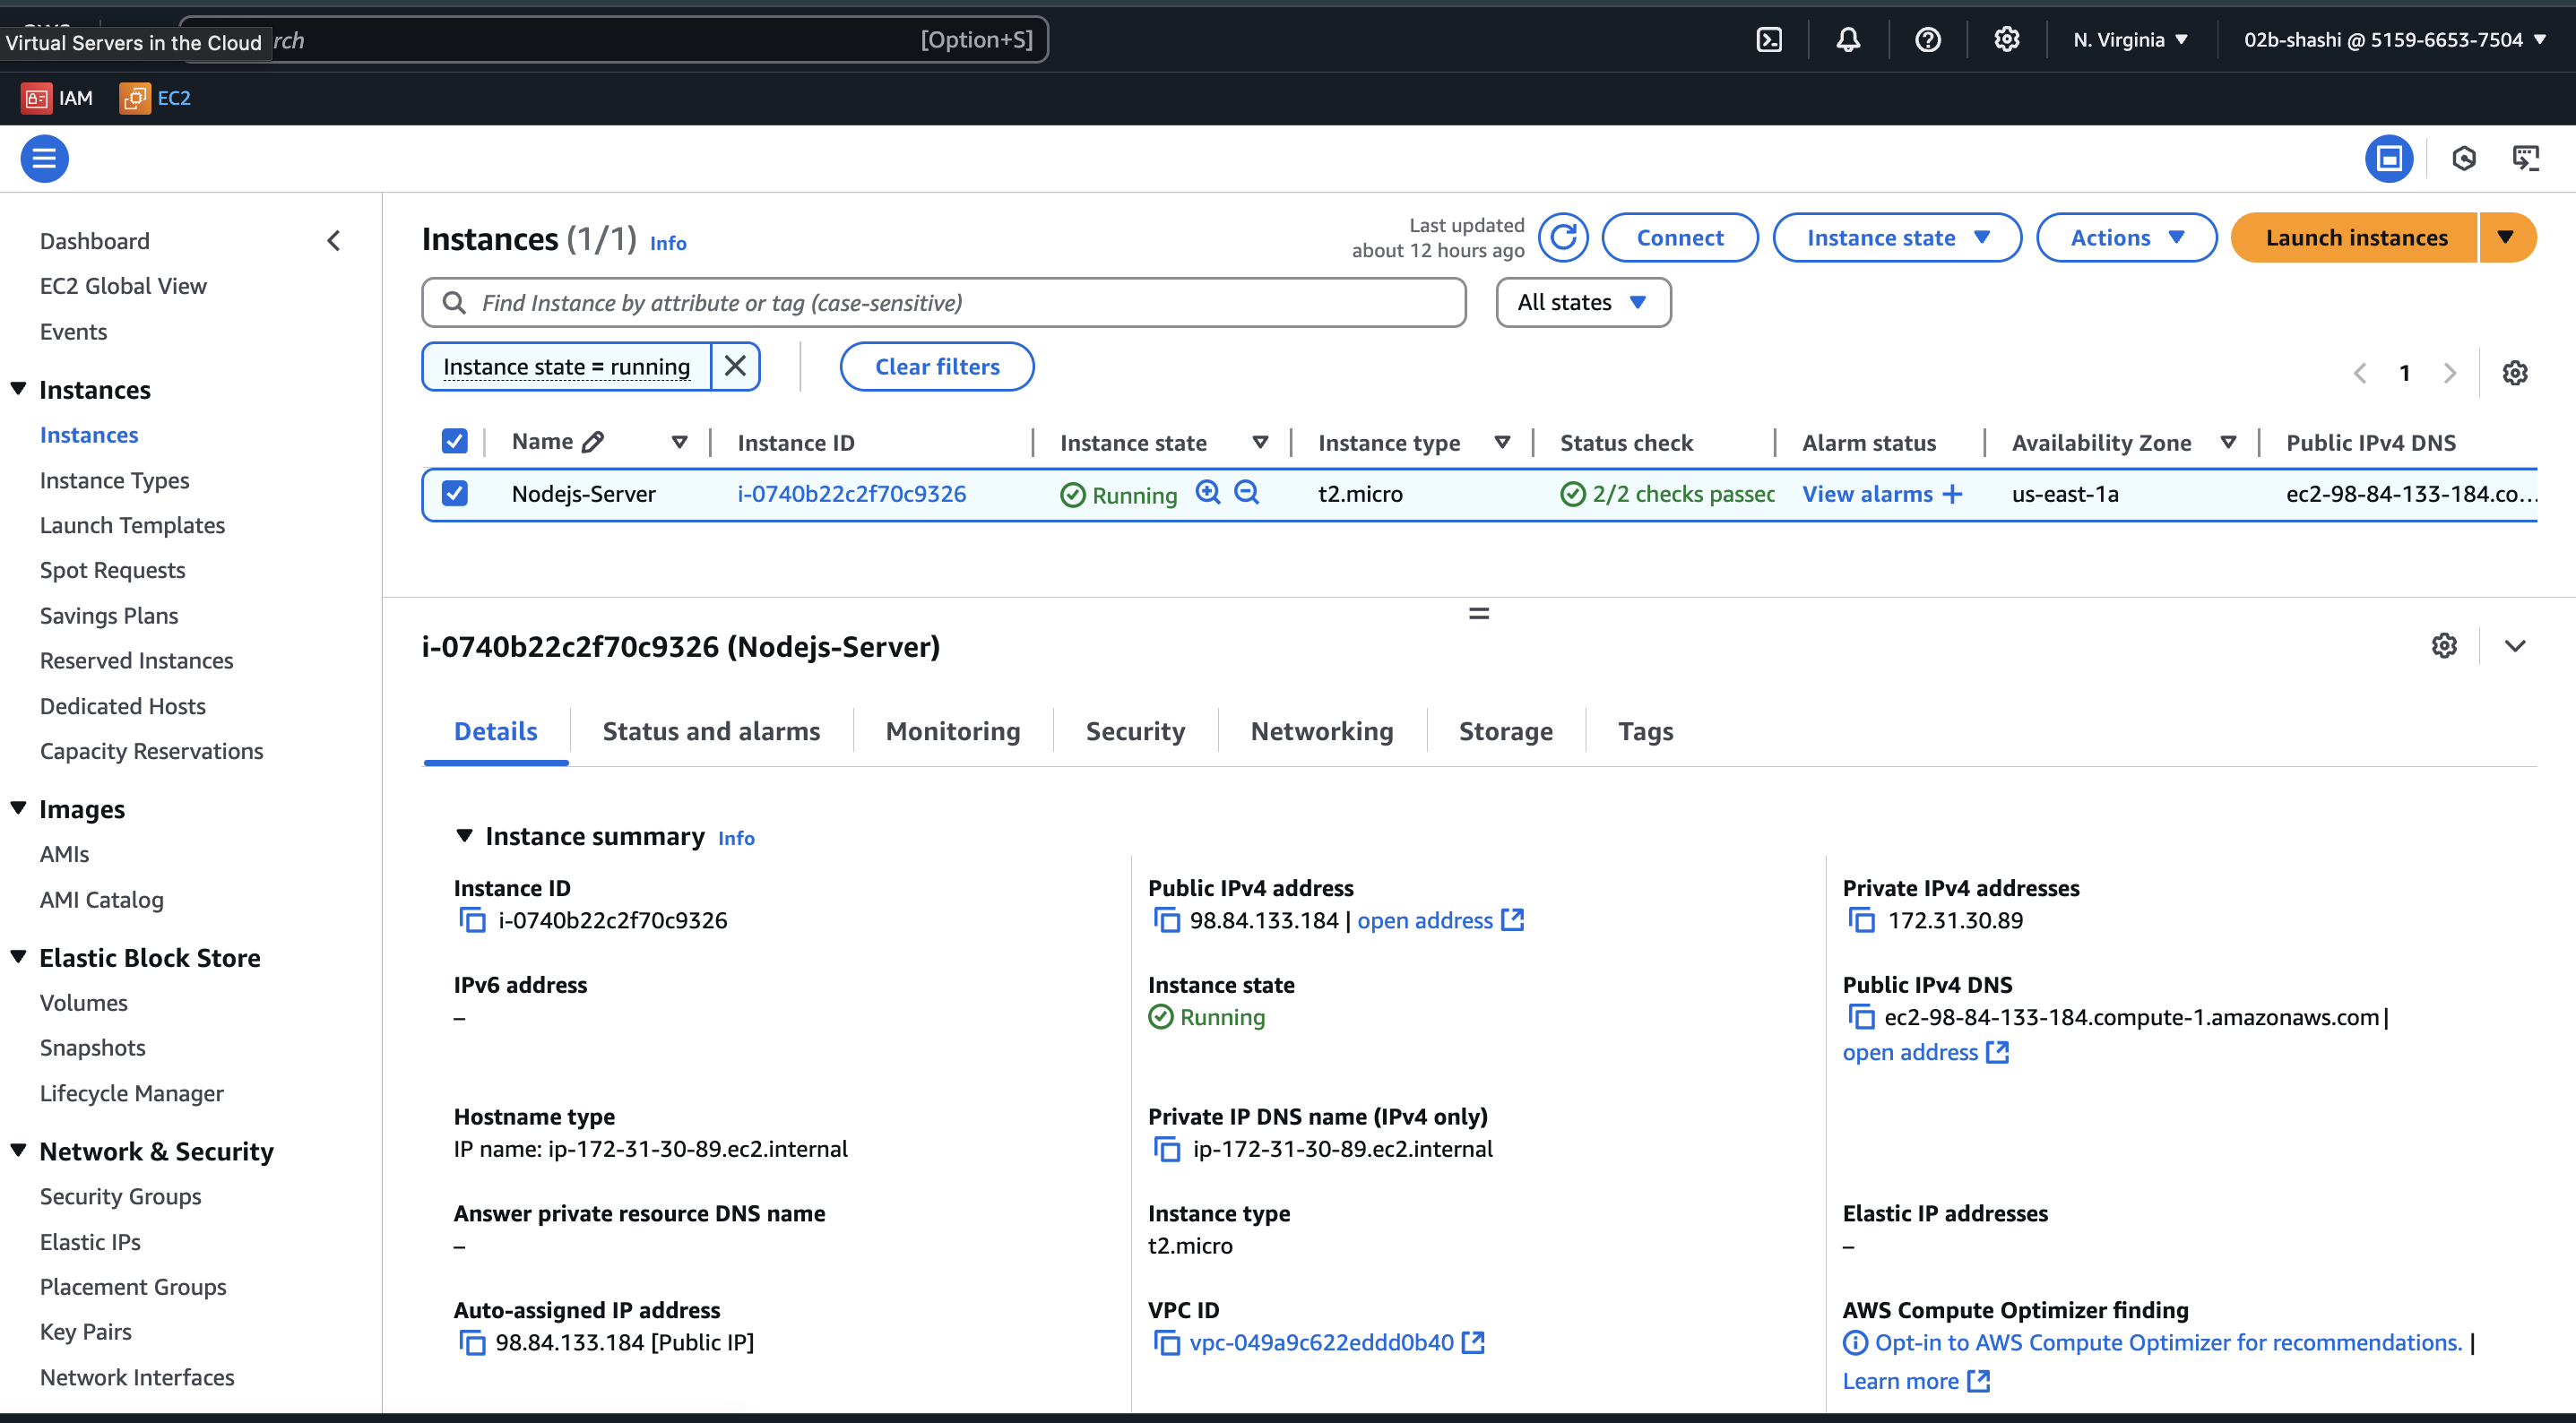 Virtual Servers in the Cloud
rch
[Option+S]
N. Virginia
02b-shashi @ 5159-6653-7504
IAM
EC2
Dashboard
EC2 Global View
Events
Instances
Instances
Instance Types
Launch Templates
Spot Requests
Savings Plans
Reserved Instances
Dedicated Hosts
Capacity Reservations
Images
AMIs
AMI Catalog
Elastic Block Store
Volumes
Snapshots
Lifecycle Manager
Network & Security
Security Groups
Elastic IPs
Placement Groups
Key Pairs
Network Interfaces
Instances (1/1) Info
Last updated
about 12 hours ago
Connect
Instance state
Actions
Launch instances
Find Instance by attribute or tag (case-sensitive)
All states
Instance state = running
Clear filters
1
Name Instance ID Instance state Instance type Status check Alarm status Availability Zone Public IPv4 DNS
Nodejs-Server i-0740b22c2f70c9326 Running t2.micro 2/2 checks passec View alarms + us-east-1a ec2-98-84-133-184.co...
i-0740b22c2f70c9326 (Nodejs-Server)
Details Status and alarms Monitoring Security Networking Storage Tags
Instance summary Info
Instance ID
i-0740b22c2f70c9326
Public IPv4 address
98.84.133.184 | open address
Private IPv4 addresses
172.31.30.89
IPv6 address
–
Instance state
Running
Public IPv4 DNS
ec2-98-84-133-184.compute-1.amazonaws.com |
open address
Hostname type
IP name: ip-172-31-30-89.ec2.internal
Private IP DNS name (IPv4 only)
ip-172-31-30-89.ec2.internal
Answer private resource DNS name
–
Instance type
t2.micro
Elastic IP addresses
–
Auto-assigned IP address
98.84.133.184 [Public IP]
VPC ID
vpc-049a9c622eddd0b40
AWS Compute Optimizer finding
Opt-in to AWS Compute Optimizer for recommendations. |
Learn more